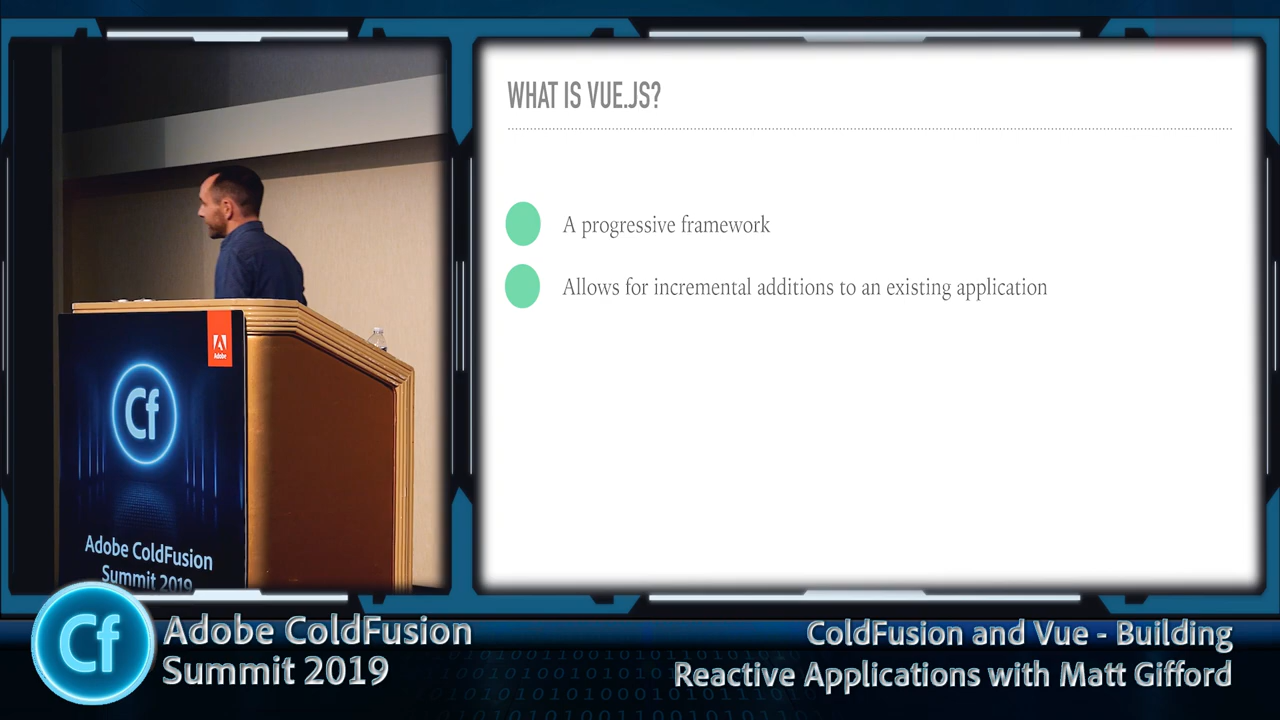 WHAT IS VUE.JS?
A progressive framework
Allows for incremental additions to an existing application
Adobe
Cf
Adobe ColdFusion
Summit 2019
Cf
Adobe ColdFusion
Summit 2019
ColdFusion and Vue - Building
Reactive Applications with Matt Gifford